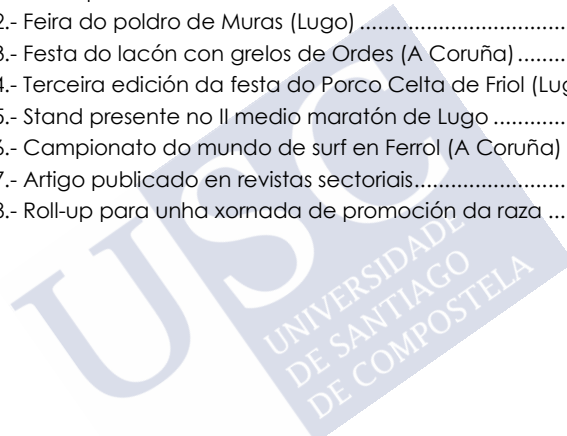 2.- Feira do poldro de Muras (Lugo)..............................
3.- Festa do lacón con grelos de Ordes (A Coruña)........
4.- Terceira edición da festa do Porco Celta de Friol (Lug
5.- Stand presente no II medio maratón de Lugo ............
6.- Campionato do mundo de surf en Ferrol (A Coruña)
7.- Artigo publicado en revistas sectoriais.......................
8.- Roll-up para unha xornada de promoción da raza ...
USC
UNIVERSIDADE
DE SANTIAGO
DE COMPOSTELA